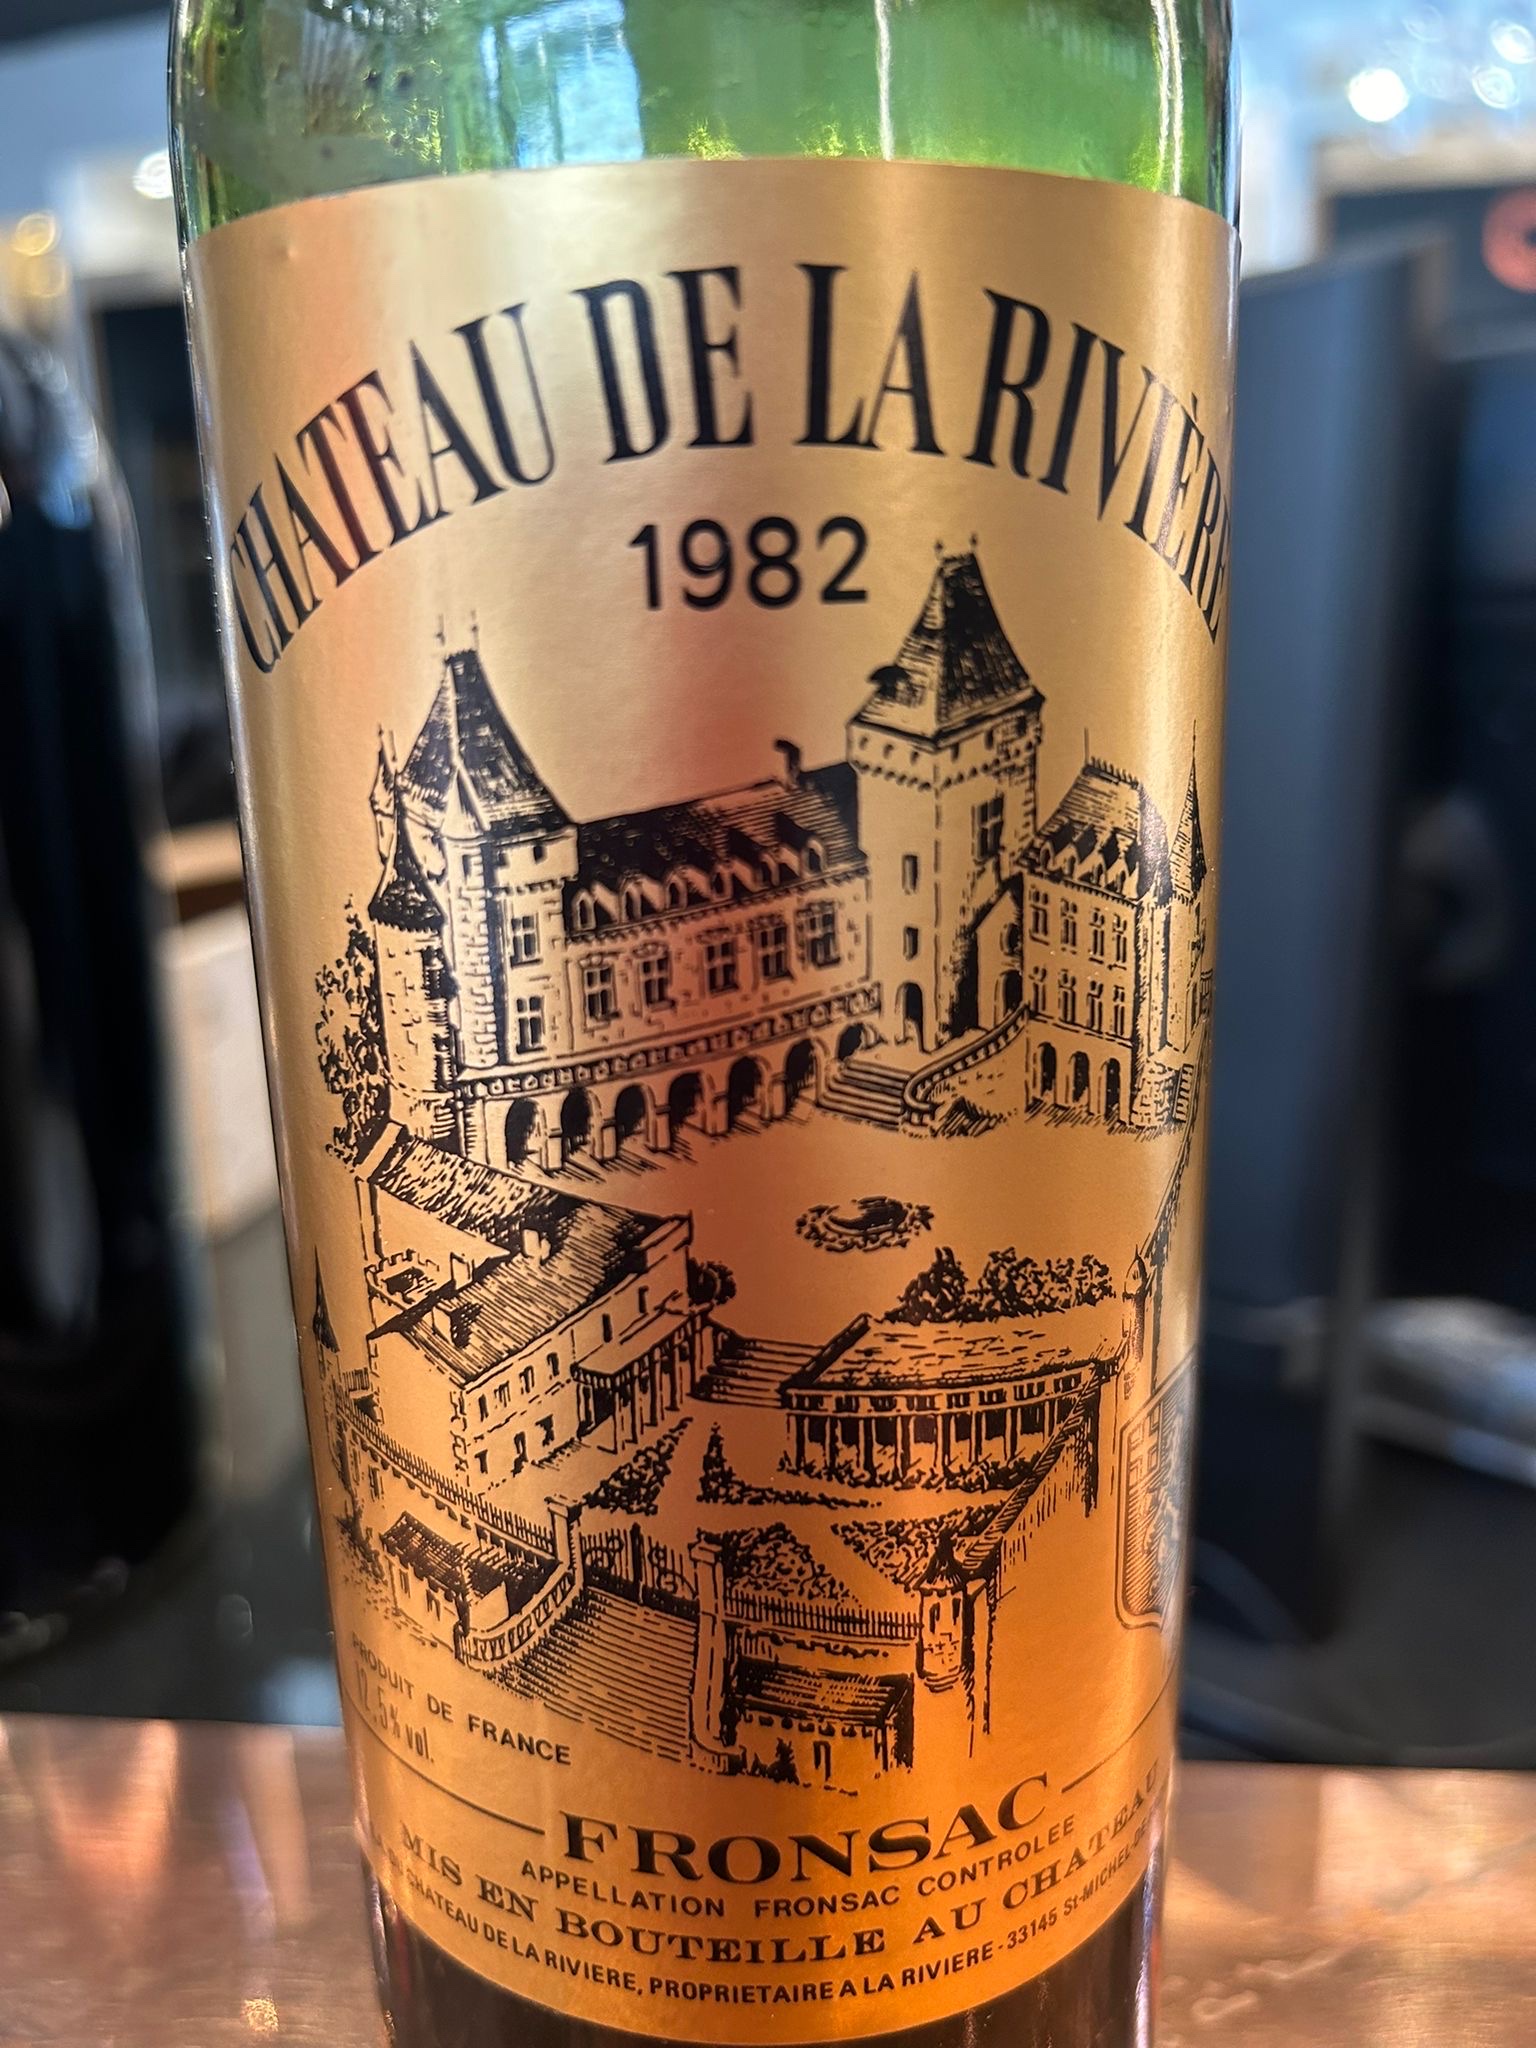 CHATEAU DE LA RIVIÈRE
1982
PRODUIT DE FRANCE
12,5% vol.
FRONSAC
APPELLATION FRONSAC CONTROLÉE
MIS EN BOUTEILLE AU CHATEAU
CHATEAU DE LA RIVIERE, PROPRIETAIRE A LA RIVIERE - 33145 St-MICHEL-DE